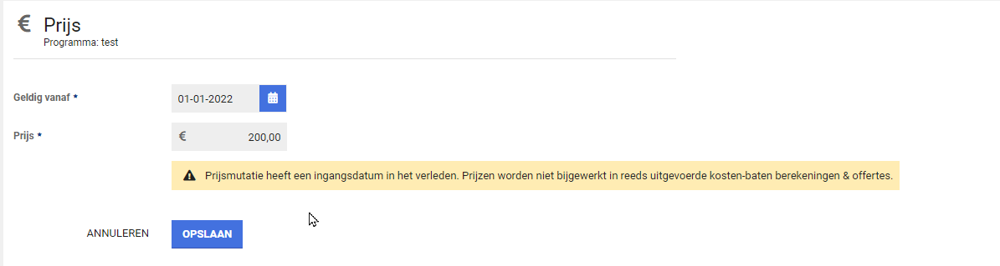 € Prijs
Programma: test
Geldig vanaf *
01-01-2022
Prijs *
€ 200,00
Prijsmutatie heeft een ingangsdatum in het verleden. Prijzen worden niet bijgewerkt in reeds uitgevoerde kosten-baten berekeningen & offertes.
ANNULEREN OPSLAAN